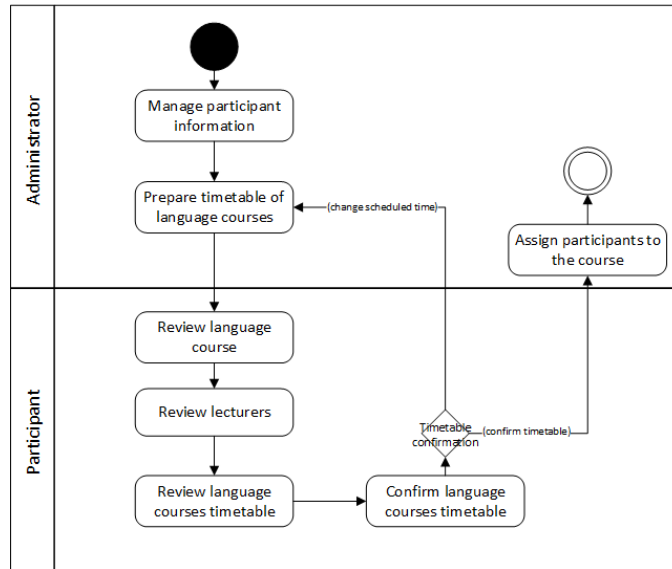 Administrator
Manage participant
information
Prepare timetable of
language courses
(change scheduled time)
Assign participants to
the course
Participant
Review language
course
Review lecturers
Timetable
confirmation
(confirm timetable)
Review language
courses timetable
Confirm language
courses timetable